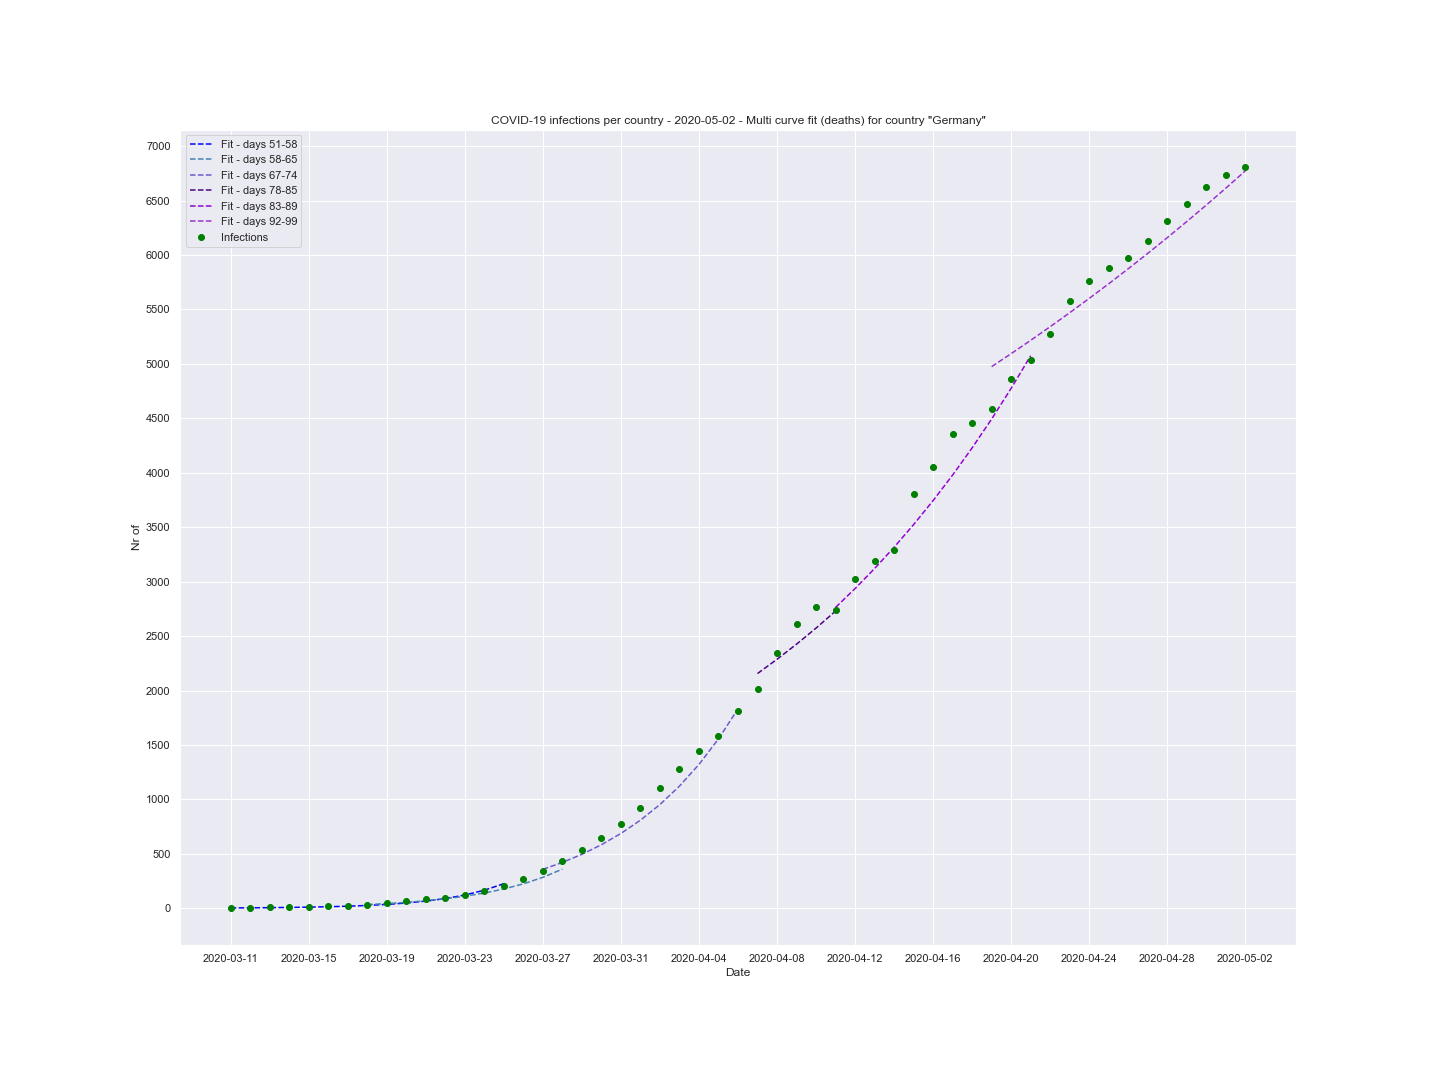 COVID-19 infections per country - 2020-05-02 - Multi curve fit (deaths) for country "Germany"
Fit - days 51-58
Fit - days 58-65
Fit - days 67-74
Fit - days 78-85
Fit - days 83-89
Fit - days 92-99
Infections
7000
6500
6000
5500
5000
4500
4000
3500
3000
2500
2000
1500
1000
500
0
Nr of
2020-03-11 2020-03-15 2020-03-19 2020-03-23 2020-03-27 2020-03-31 2020-04-04 2020-04-08 2020-04-12 2020-04-16 2020-04-20 2020-04-24 2020-04-28 2020-05-02
Date